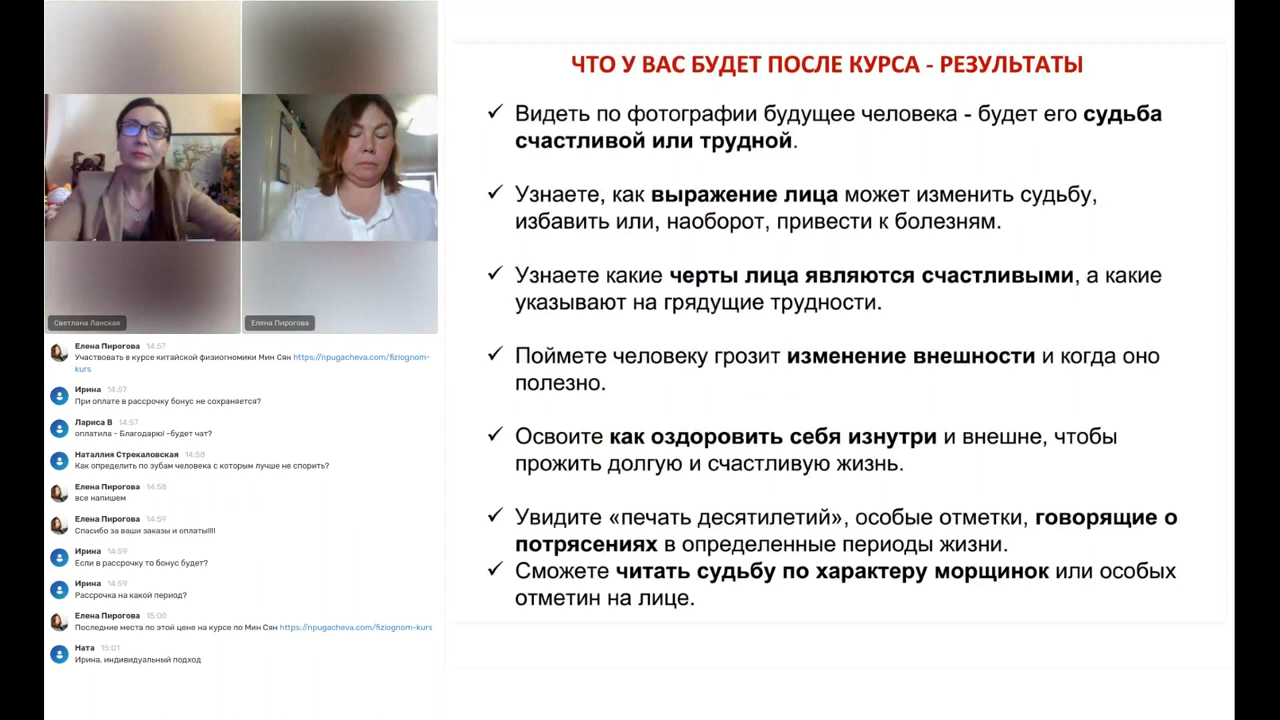 Светлана Ланская
Елена Пирогова
Елена Пирогова 14:57
Участвовать в курсе китайской физиогномики Мин Сян https://npugacheva.com/fiziognom-
kurs
Ирина 14:57
При оплате в рассрочку бонус не сохраняется?
Лариса В 14:57
оплатила - Благодарю! -будет чат?
Наталлия Стрекаловская 14:58
Как определить по зубам человека с которым лучше не спорить?
Елена Пирогова 14:58
все напишем
Елена Пирогова 14:59
Спасибо за ваши заказы и оплаты!!!!
Ирина 14:59
Если в рассрочку то бонус будет?
Ирина 14:59
Рассрочка на какой период?
Елена Пирогова 15:00
Последние места по этой цене на курсе по Мин Сян https://npugacheva.com/fiziognom-kurs
Ната 15:01
Ирина, индивидуальный подход
ЧТО У ВАС БУДЕТ ПОСЛЕ КУРСА - РЕЗУЛЬТАТЫ
✓ Видеть по фотографии будущее человека - будет его судьба
счастливой или трудной.
✓ Узнаете, как выражение лица может изменить судьбу,
избавить или, наоборот, привести к болезням.
✓ Узнаете какие черты лица являются счастливыми, а какие
указывают на грядущие трудности.
✓ Поймете человеку грозит изменение внешности и когда оно
полезно.
✓ Освоите как оздоровить себя изнутри и внешне, чтобы
прожить долгую и счастливую жизнь.
✓ Увидите «печать десятилетий», особые отметки, говорящие о
потрясениях в определенные периоды жизни.
✓ Сможете читать судьбу по характеру морщинок или особых
отметин на лице.